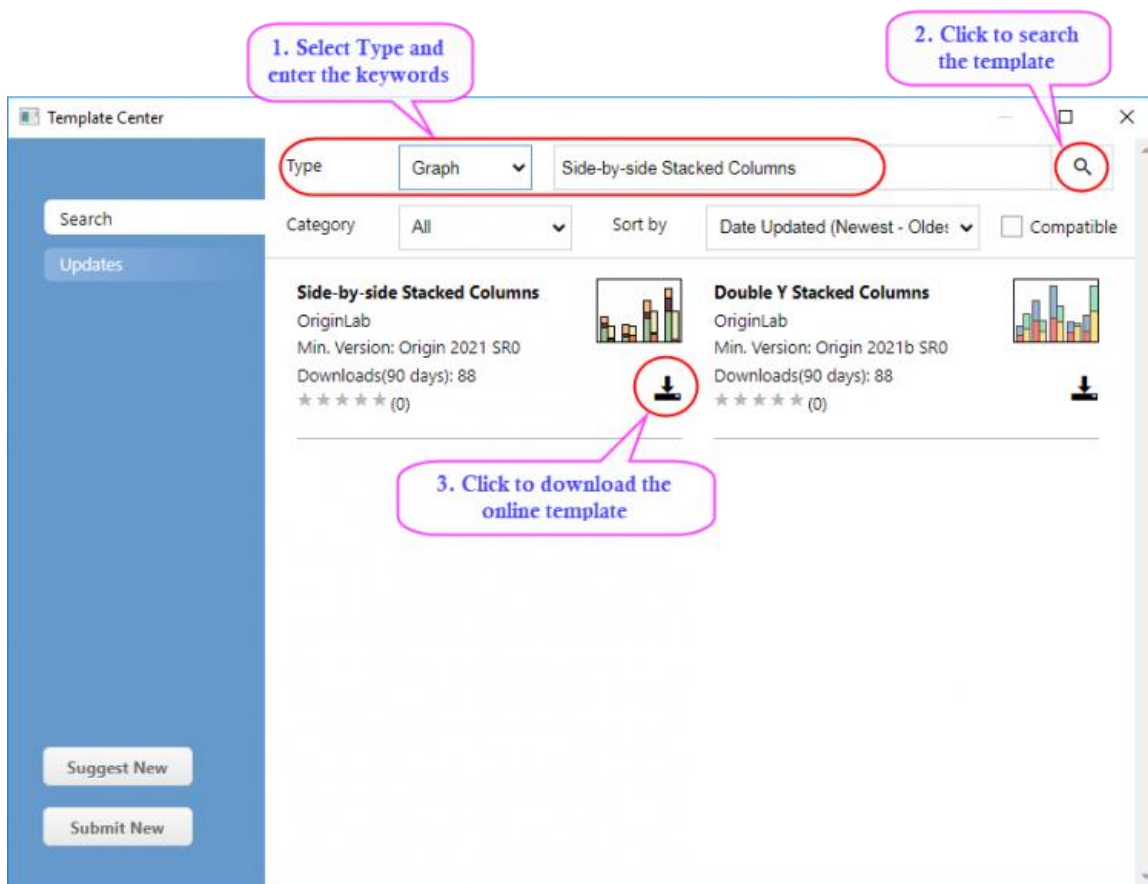 1. Select Type and
enter the keywords
2. Click to search
the template
Template Center
Type
Graph
Side-by-side Stacked Columns
Search
Category
All
Sort by
Date Updated (Newest - Oldes
Compatible
Updates
Side-by-side Stacked Columns
OriginLab
Min. Version: Origin 2021 SR0
Downloads(90 days): 88
(0)
Double Y Stacked Columns
OriginLab
Min. Version: Origin 2021b SR0
Downloads(90 days): 88
(0)
3. Click to download the
online template
Suggest New
Submit New